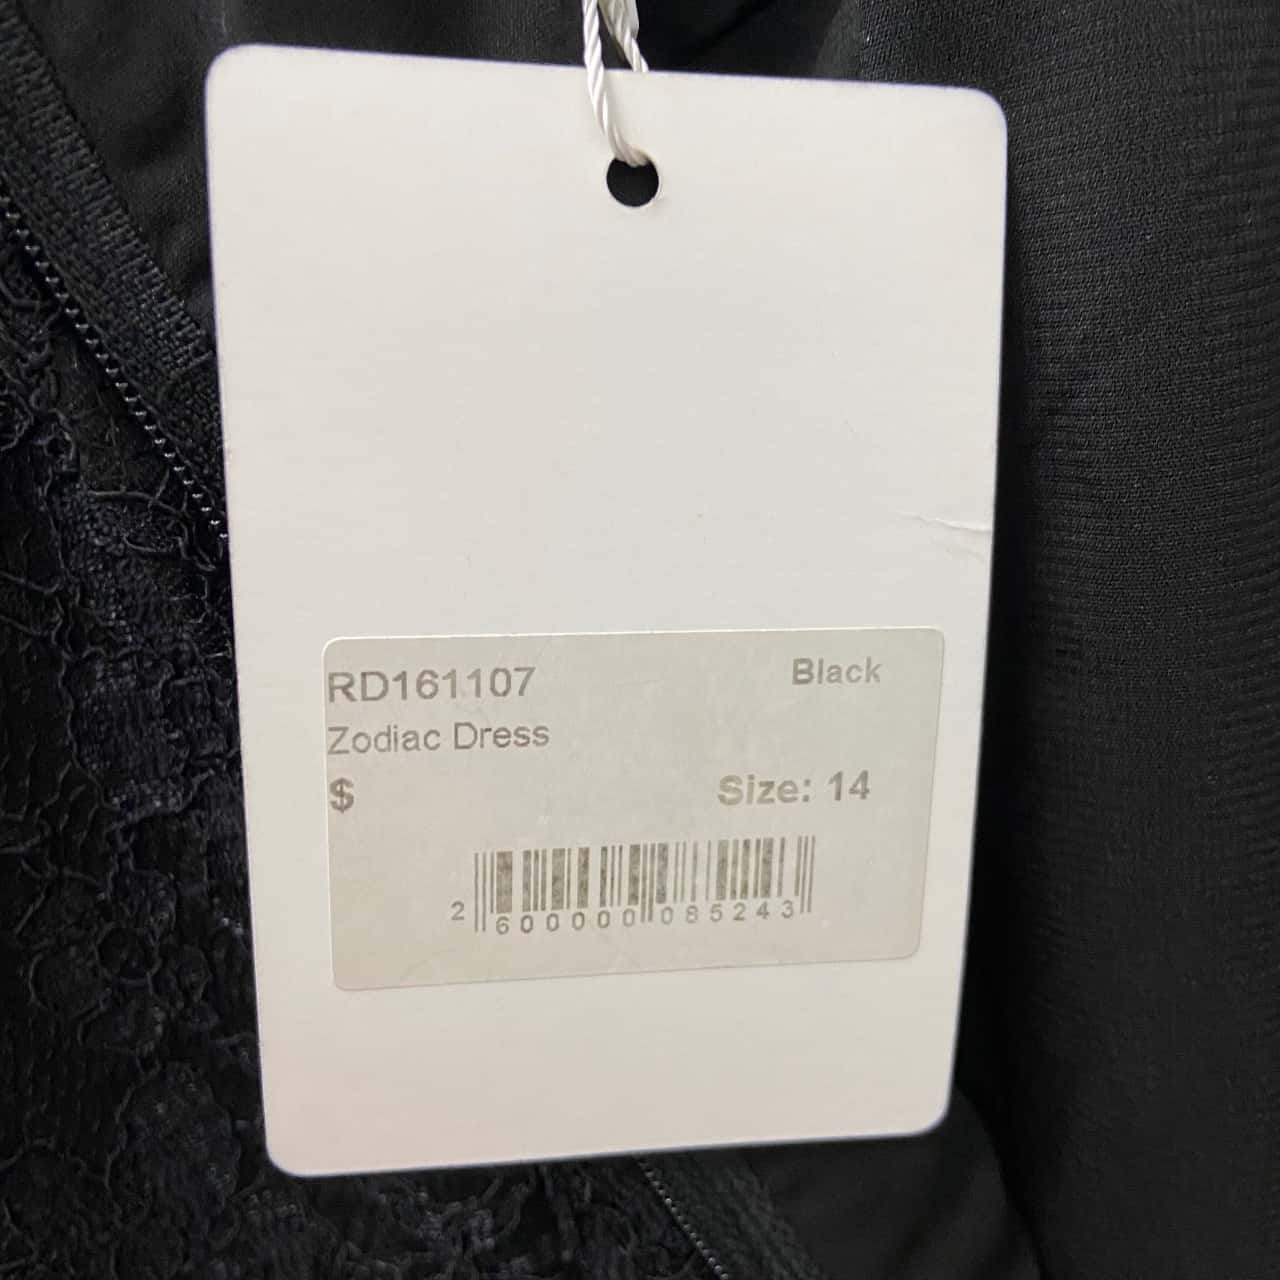 RD161107 Black
Zodiac Dress
$ Size: 14
2 600000 085243